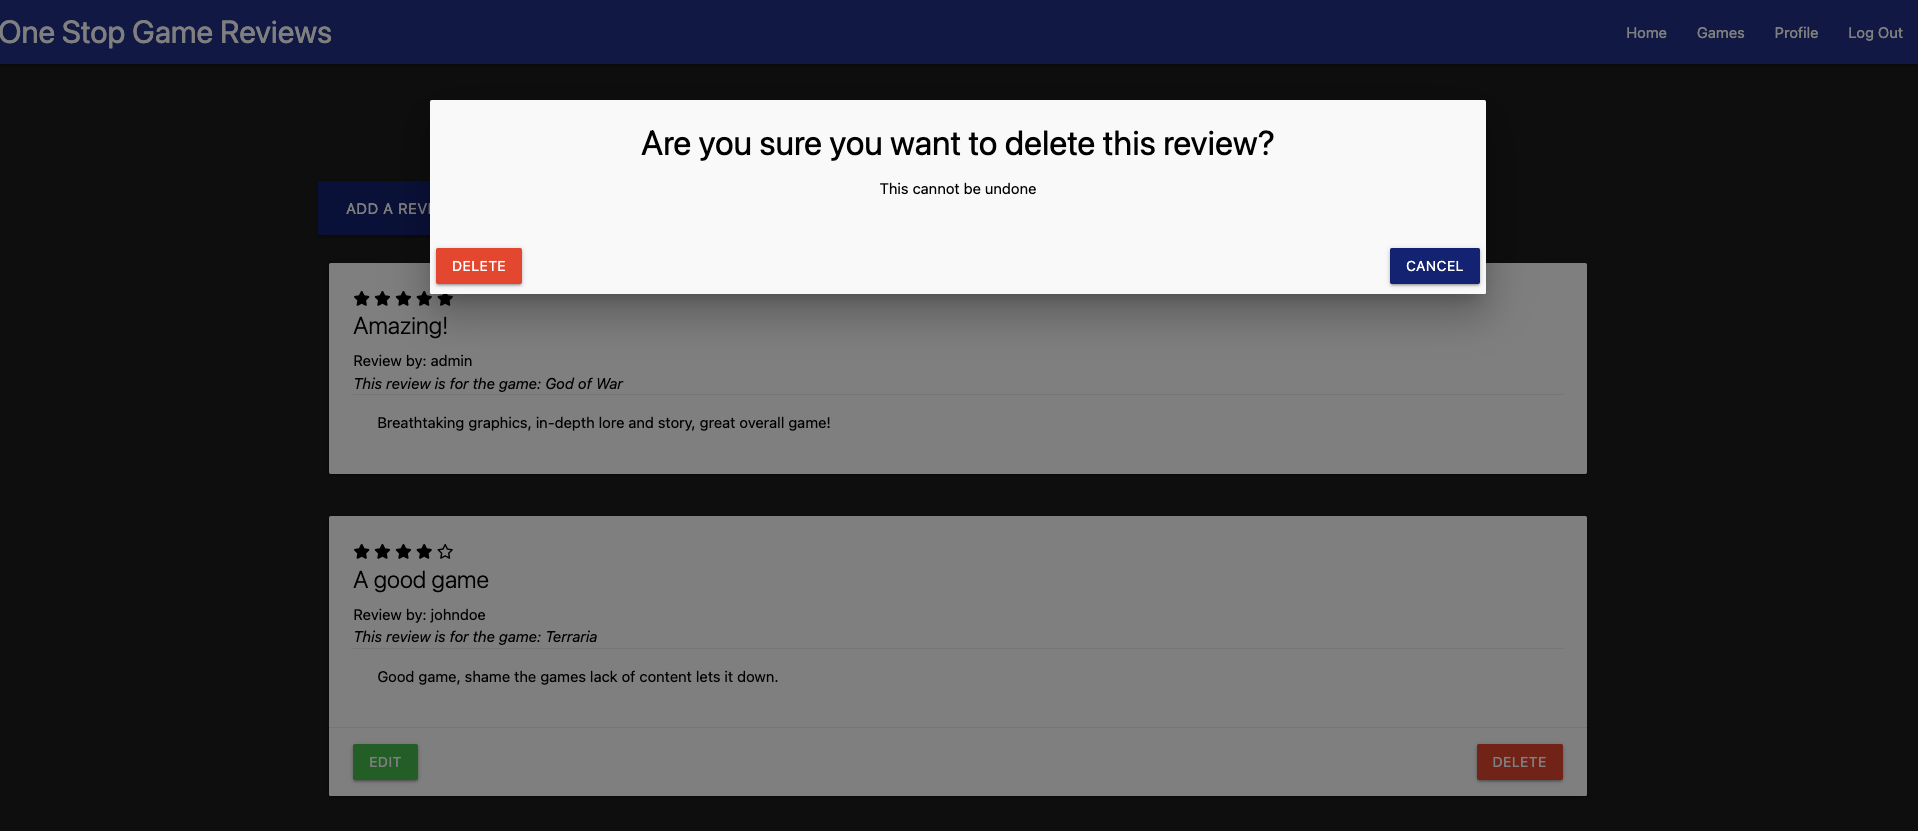 One Stop Game Reviews
Home Games Profile Log Out
Are you sure you want to delete this review?
This cannot be undone
ADD A REV
DELETE CANCEL
Amazing!
Review by: admin
This review is for the game: God of War
Breathtaking graphics, in-depth lore and story, great overall game!
A good game
Review by: johndoe
This review is for the game: Terraria
Good game, shame the games lack of content lets it down.
EDIT DELETE